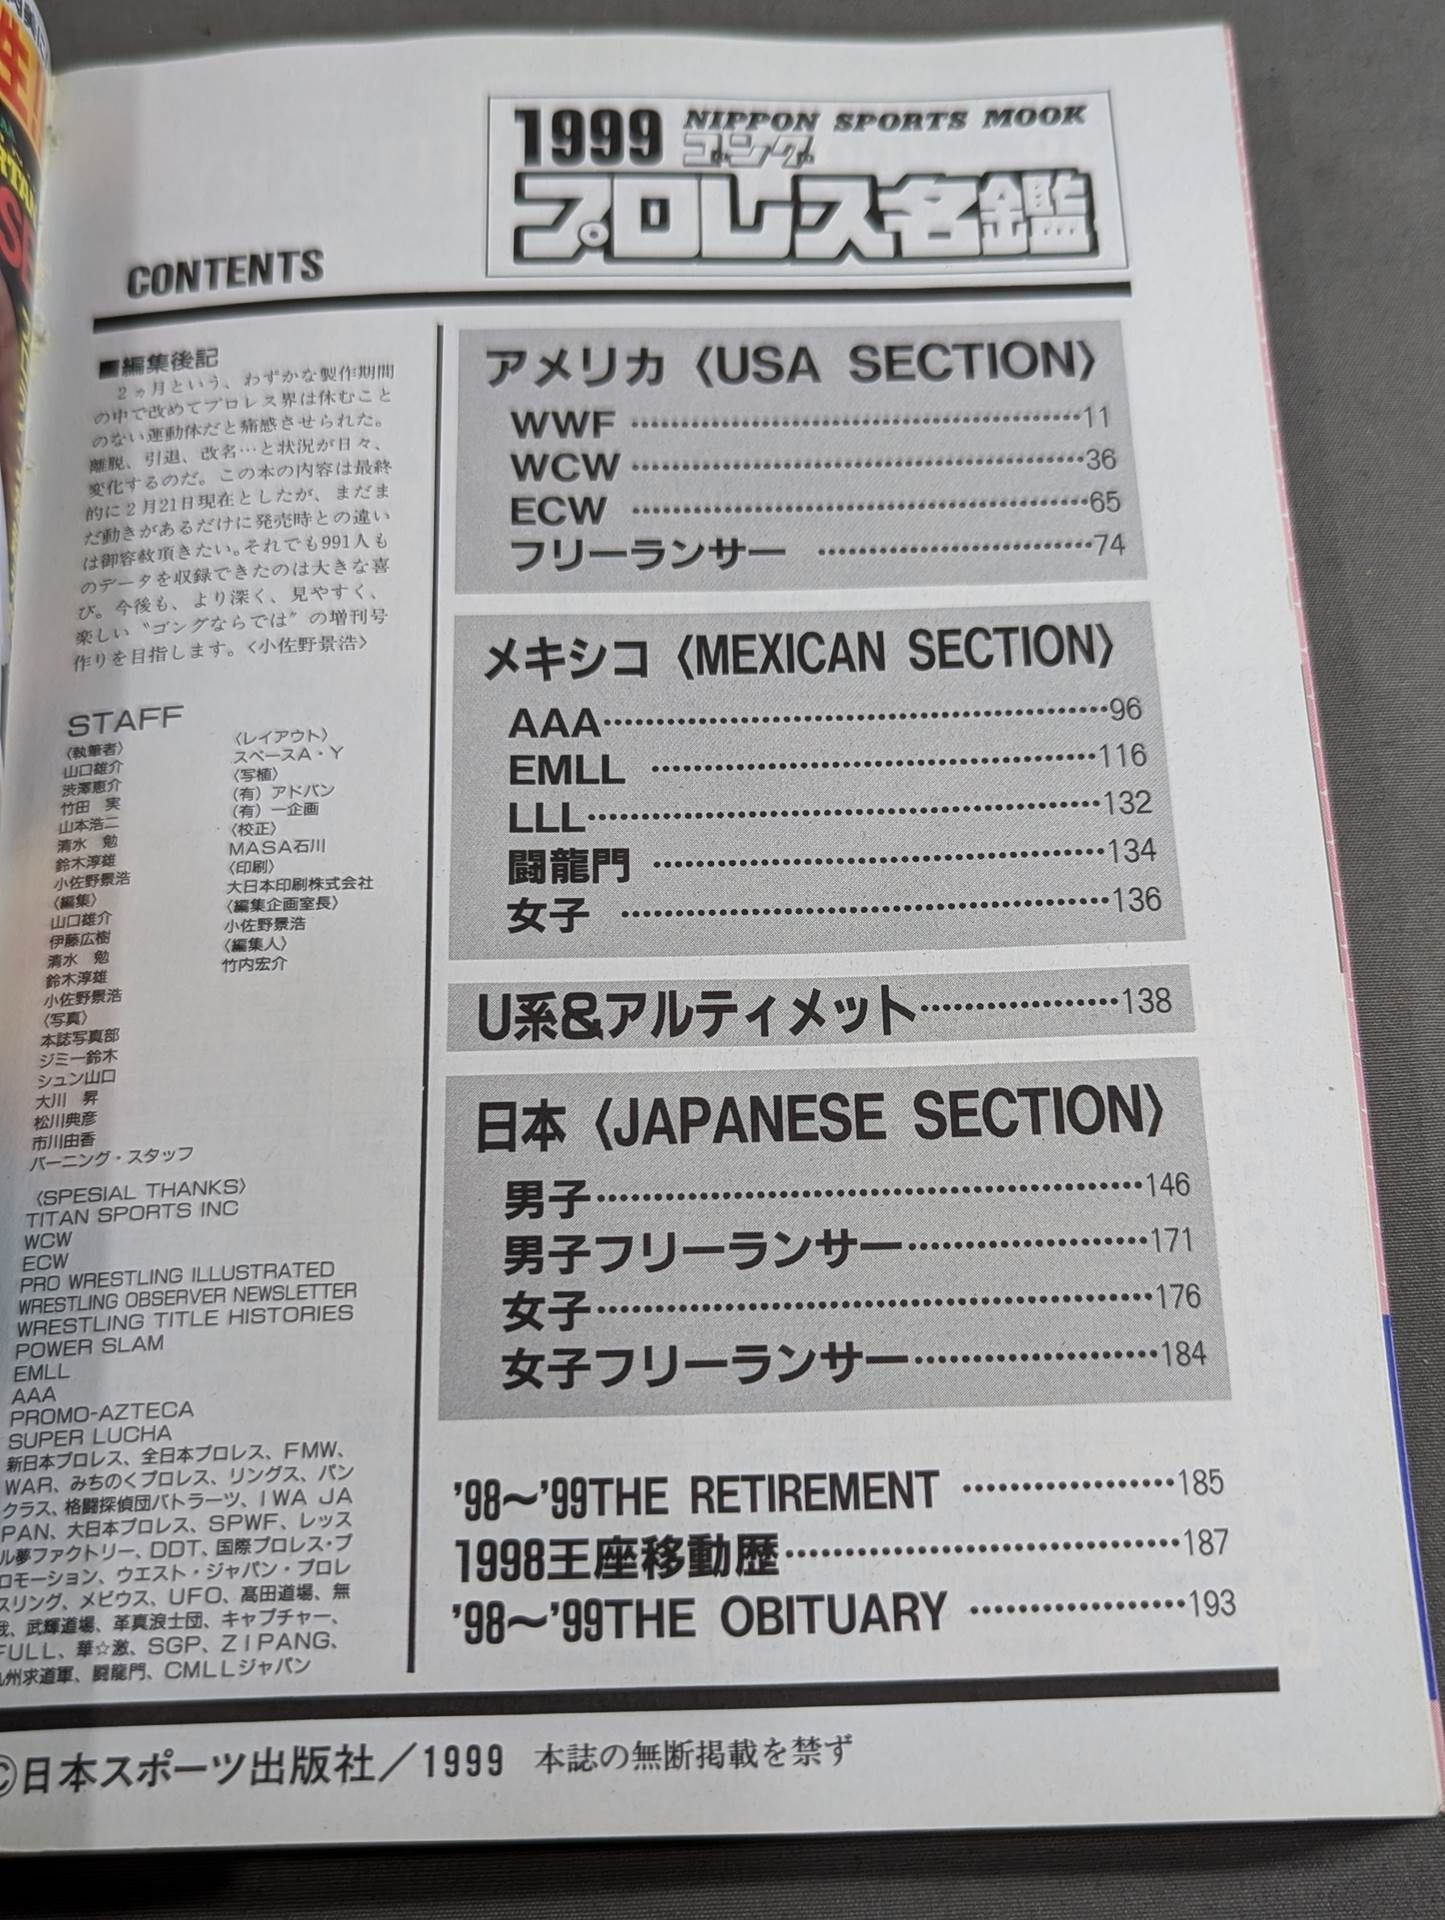 1999 NIPPON SPORTS MOOK
ゴング
プロレス名鑑
CONTENTS
■編集後記
2ヵ月という、わずかな製作期間
の中で改めてプロレス界は休むこと
のない運動体だと痛感させられた。
離脱、引退、改名…と状況が日々、
変化するのだ。この本の内容は最終
的に2月21日現在としたが、まだま
だ動きがあるだけに発売時との違い
は御容赦頂きたい。それでも991人も
のデータを収録できたのは大きな喜
び。今後も、より深く、見やすく、
楽しい〝ゴングならでは〟の増刊号
作りを目指します。〈小佐野景浩〉
STAFF
〈執筆者〉
山口雄介
渋澤恵介
竹田 実
山本浩二
清水 勉
鈴木淳雄
小佐野景浩
〈編集〉
山口雄介
伊藤広樹
清水 勉
鈴木淳雄
小佐野景浩
〈写真〉
本誌写真部
ジミー鈴木
シュン山口
大川 昇
松川典彦
市川由香
バーニング・スタッフ
〈レイアウト〉
スペースA・Y
〈写植〉
(有)アドバン
(有)一企画
〈校正〉
MASA石川
〈印刷〉
大日本印刷株式会社
〈編集企画室長〉
小佐野景浩
〈編集人〉
竹内宏介
〈SPESIAL THANKS〉
TITAN SPORTS INC
WCW
ECW
PRO WRESTLING ILLUSTRATED
WRESTLING OBSERVER NEWSLETTER
WRESTLING TITLE HISTORIES
POWER SLAM
EMLL
AAA
PROMO-AZTECA
SUPER LUCHA
新日本プロレス、全日本プロレス、FMW、
WAR、みちのくプロレス、リングス、パン
クラス、格闘探偵団バトラーツ、IWA JA
PAN、大日本プロレス、SPWF、レッス
ル夢ファクトリー、DDT、国際プロレス・プ
ロモーション、ウエスト・ジャパン・プロレ
スリング、メビウス、UFO、髙田道場、無
我、武輝道場、革真浪士団、キャプチャー、
FULL、華☆激、SGP、ZIPANG、
九州求道軍、闘龍門、CMLLジャパン
アメリカ〈USA SECTION〉
WWF ……………………11
WCW ……………………36
ECW ……………………65
フリーランサー ……………………74
メキシコ〈MEXICAN SECTION〉
AAA……………………96
EMLL ……………………116
LLL……………………132
闘龍門 ……………………134
女子 ……………………136
U系&アルティメット……………………138
日本〈JAPANESE SECTION〉
男子……………………146
男子フリーランサー……………………171
女子……………………176
女子フリーランサー……………………184
'98〜'99THE RETIREMENT ……………………185
1998王座移動歴……………………187
'98〜'99THE OBITUARY ……………………193
©日本スポーツ出版社／1999 本誌の無断掲載を禁ず